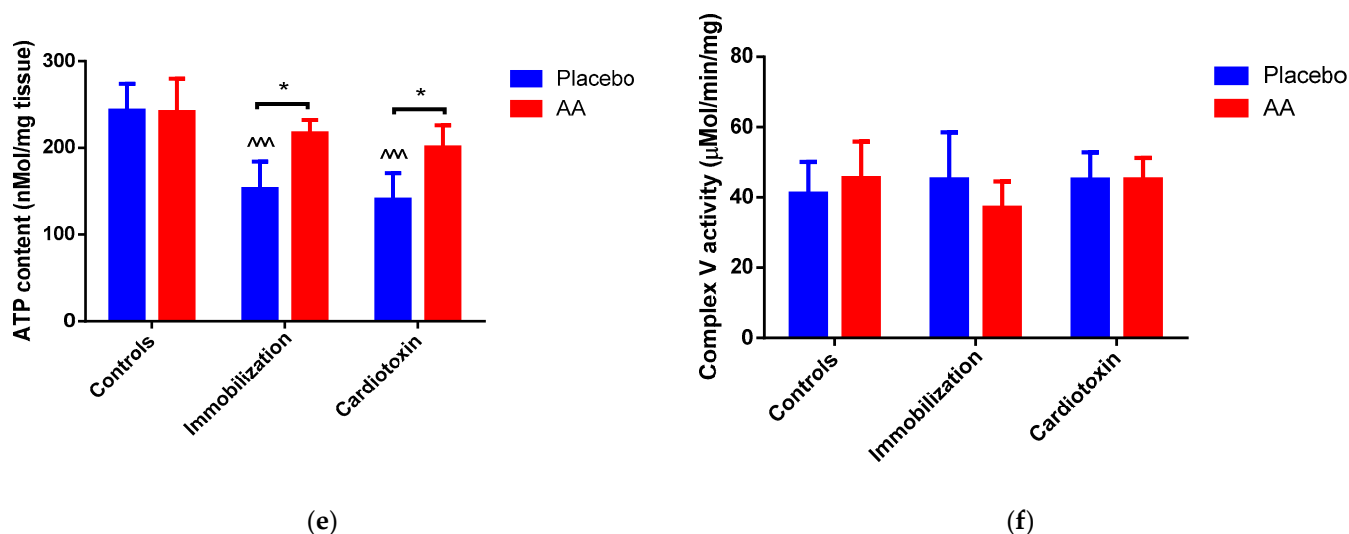 ATP content (nMol/mg tissue)
300
200
100
0
*
*
^^^
^^^
Controls
Immobilization
Cardiotoxin
Placebo
AA
(e)
Complex V activity (μMol/min/mg)
80
60
40
20
0
Controls
Immobilization
Cardiotoxin
Placebo
AA
(f)